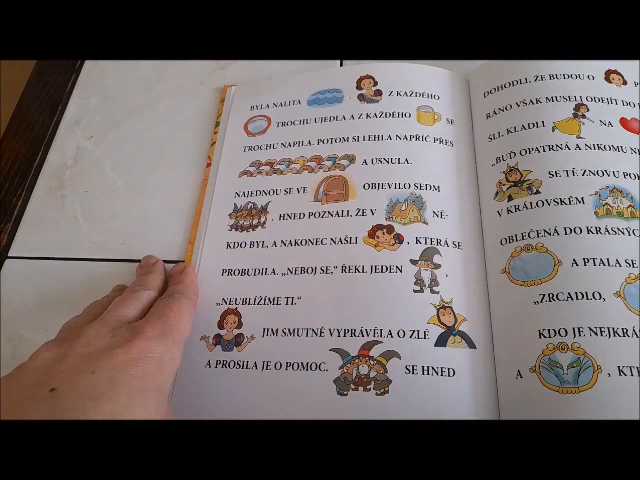 BYLA NALITA Z KAŽDÉHO
TROCHU UJEDLA A Z KAŽDÉHO SE
TROCHU NAPILA. POTOM SI LEHLA NAPŘÍČ PŘES
A USNULA.
NAJEDNOU SE VE OBJEVILO SEDM
, HNED POZNALI, ŽE V NĚ-
KDO BYL, A NAKONEC NAŠLI , KTERÁ SE
PROBUDILA. „NEBOJ SE,“ ŘEKL JEDEN ,
„NEUBLÍŽÍME TI.“
JIM SMUTNĚ VYPRÁVĚLA O ZLÉ
A PROSILA JE O POMOC. SE HNED
DOHODLI, ŽE BUDOU O
RÁNO VŠAK MUSELI ODEJÍT DO
ŠLI, KLADLI NA
„BUĎ OPATRNÁ A NIKOMU
SE TĚ ZNOVU
V KRÁLOVSKÉM
OBLEČENÁ DO KRÁSNÝC
A PTALA SE
„ZRCADLO,
KDO JE NEJKRÁ
A , KTE